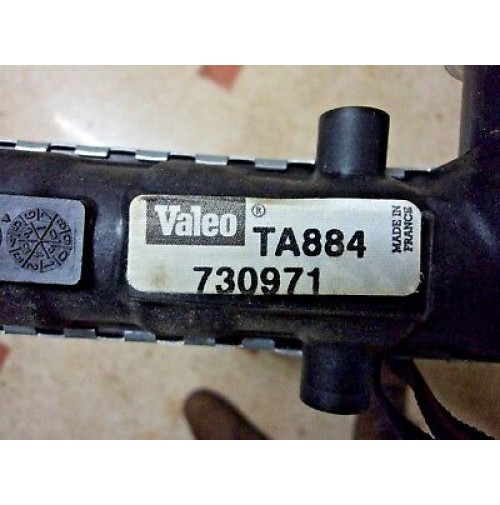 Valeo ® TA884
730971
MADE IN
FRANCE